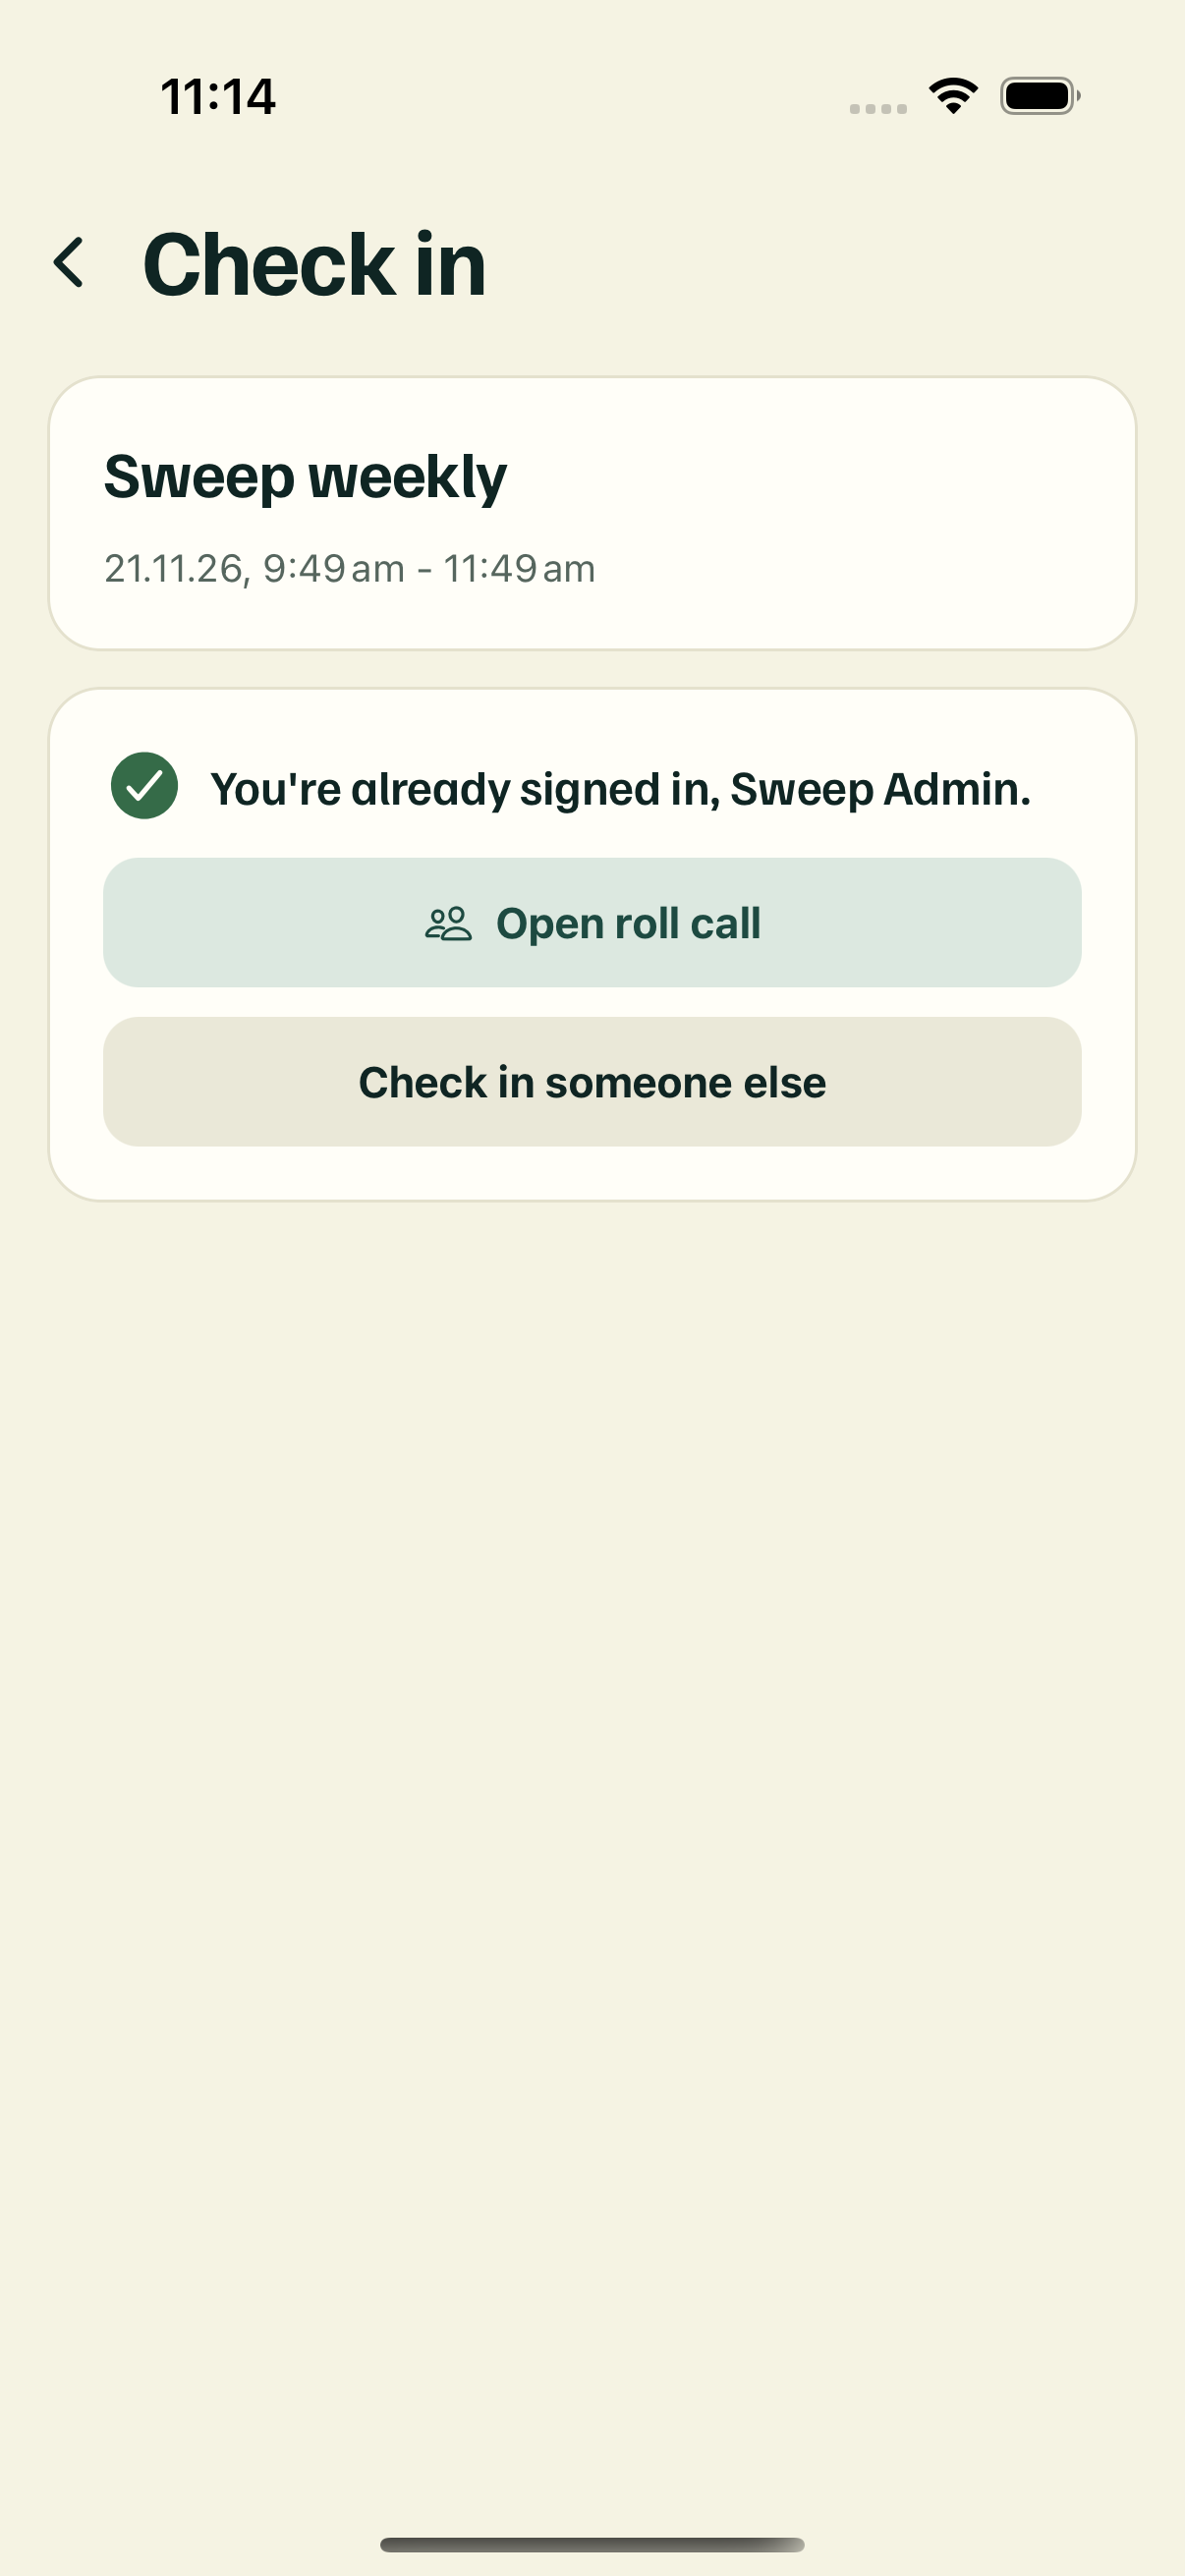 11:14
Check in
Sweep weekly
21.11.26, 9:49 am - 11:49 am
You're already signed in, Sweep Admin.
Open roll call
Check in someone else